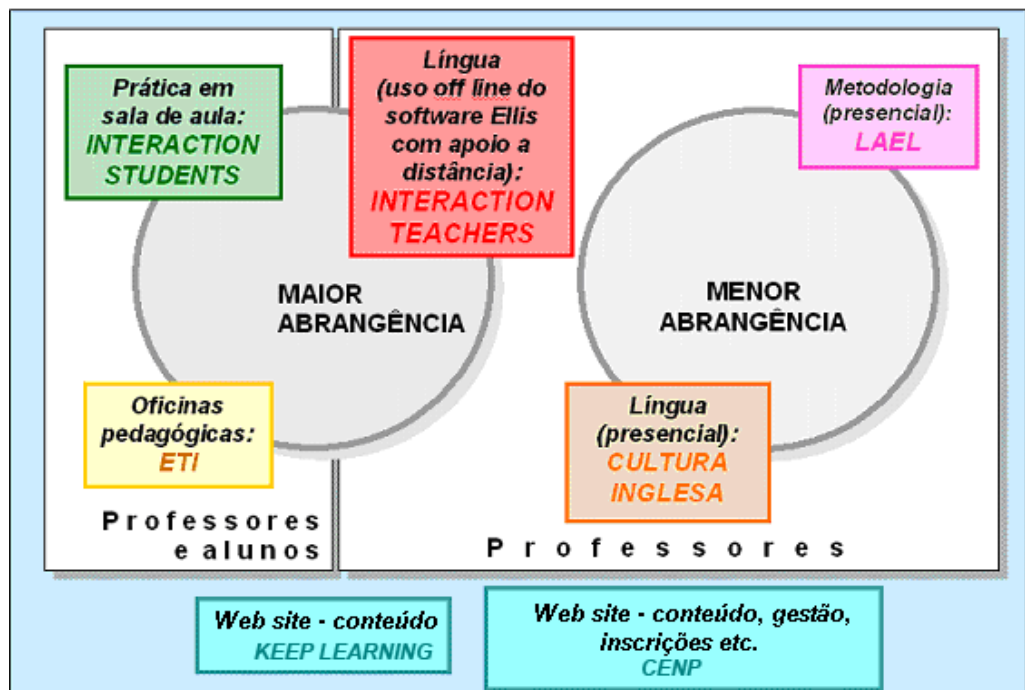 Prática em
sala de aula:
INTERACTION
STUDENTS
Língua
(uso off line do
software Ellis
com apoio a
distância):
INTERACTION
TEACHERS
Metodologia
(presencial):
LAEL
MAIOR
ABRANGÊNCIA
MENOR
ABRANGÊNCIA
Oficinas
pedagógicas:
ETI
Língua
(presencial):
CULTURA
INGLESA
Professores
e alunos
Professores
Web site - conteúdo
KEEP LEARNING
Web site - conteúdo, gestão,
inscrições etc.
CENP